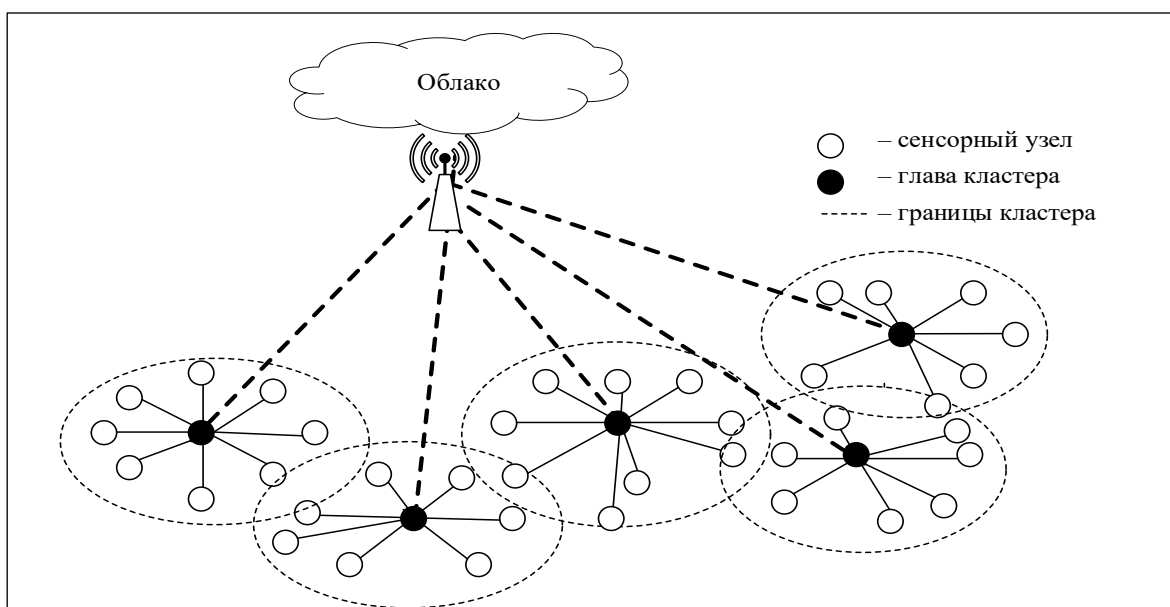 Облако
– сенсорный узел
– глава кластера
– границы кластера